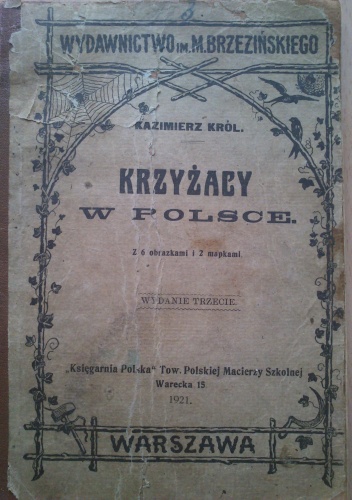 3
WYDAWNICTWO IM. M. BRZEZIŃSKIEGO
KAZIMIERZ KRÓL.
KRZYŻACY
W POLSCE.
Z 6 obrazkami i 2 mapkami
WYDANIE TRZECIE.
„Księgarnia Polska" Tow. Polskiej Macierzy Szkolnej
Warecka 15
1921.
WARSZAWA